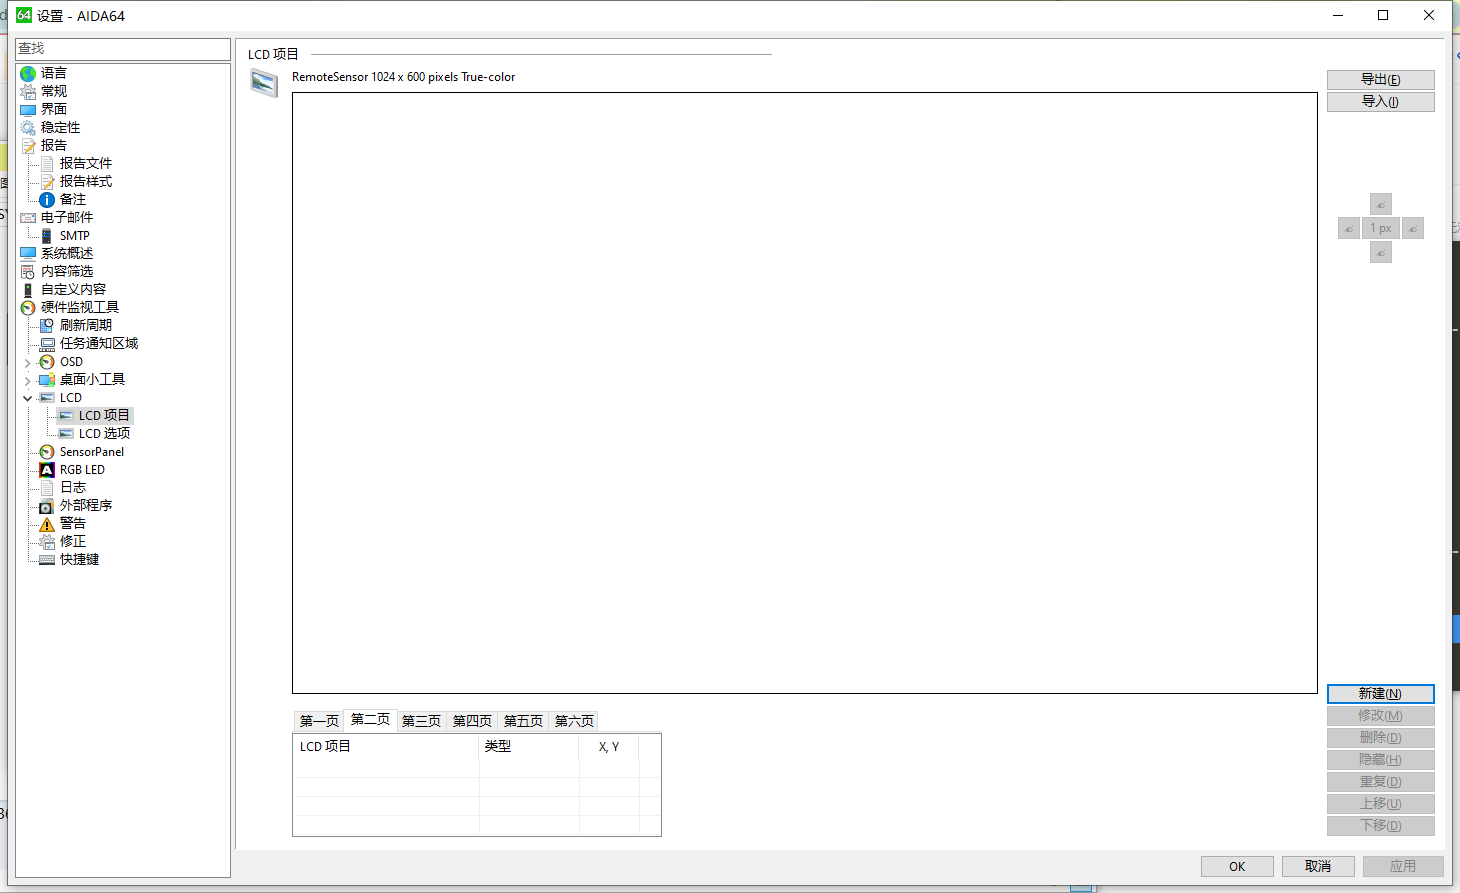 设置 - AIDA64
查找
语言
常规
界面
稳定性
报告
报告文件
报告样式
备注
电子邮件
SMTP
系统概述
内容筛选
自定义内容
硬件监视工具
刷新周期
任务通知区域
OSD
桌面小工具
LCD
LCD 项目
LCD 选项
SensorPanel
RGB LED
日志
外部程序
警告
修正
快捷键
LCD 项目
RemoteSensor 1024 x 600 pixels True-color
导出(E)
导入(I)
1 px
第一页 第二页 第三页 第四页 第五页 第六页
LCD 项目 类型 X, Y
新建(N)
修改(M)
删除(D)
隐藏(H)
重复(D)
上移(U)
下移(D)
OK 取消 应用